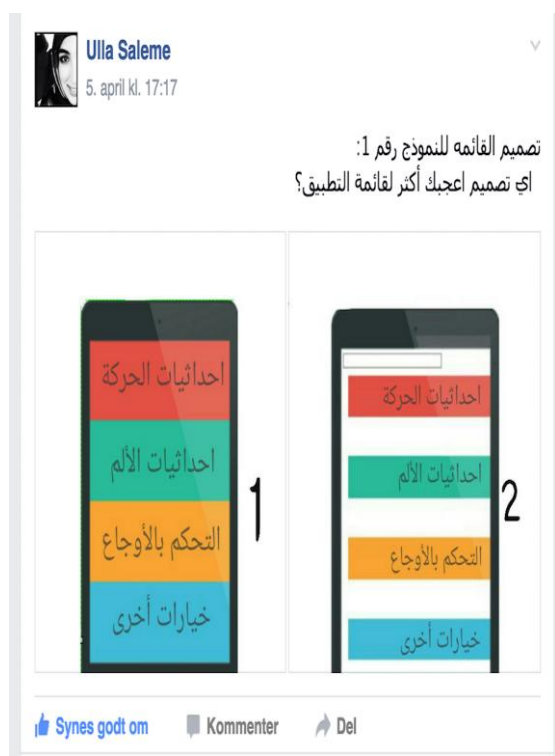 Ulla Saleme
5. april kl. 17:17
تصميم القائمه للنموذج رقم 1:
اي تصميم اعجبك أكثر لقائمة التطبيق؟
احداثيات الحركة
احداثيات الألم
التحكم بالأوجاع
خيارات أخرى
1
احداثيات الحركة
احداثيات الألم
التحكم بالأوجاع
خيارات أخرى
2
Synes godt om Kommenter Del